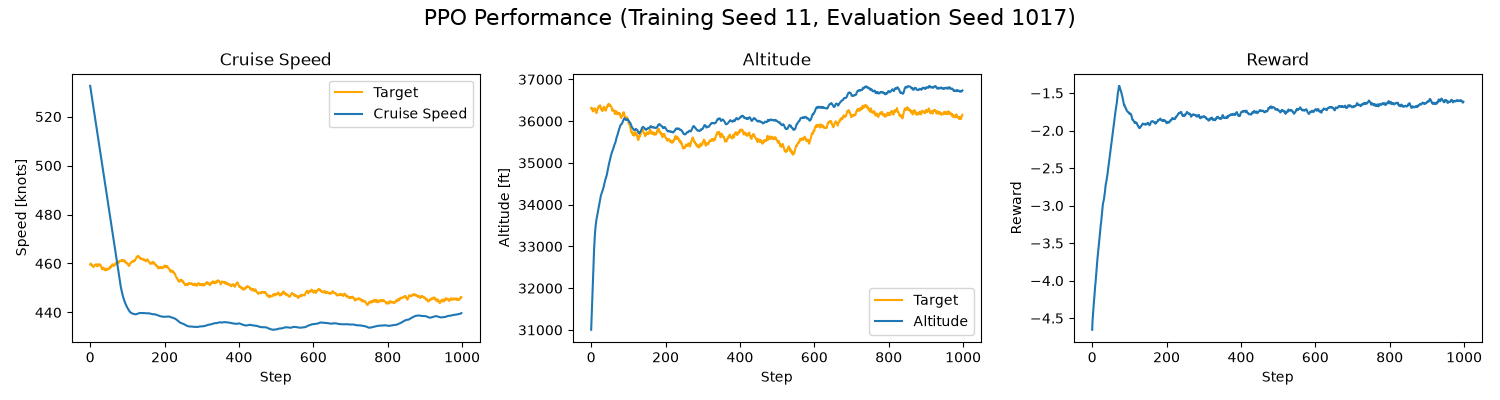 PPO Performance (Training Seed 11, Evaluation Seed 1017)
Cruise Speed
Speed [knots]
520
500
480
460
440
0 200 400 600 800 1000
Step
Target
Cruise Speed
Altitude
Altitude [ft]
37000
36000
35000
34000
33000
32000
31000
0 200 400 600 800 1000
Step
Target
Altitude
Reward
Reward
−1.5
−2.0
−2.5
−3.0
−3.5
−4.0
−4.5
0 200 400 600 800 1000
Step